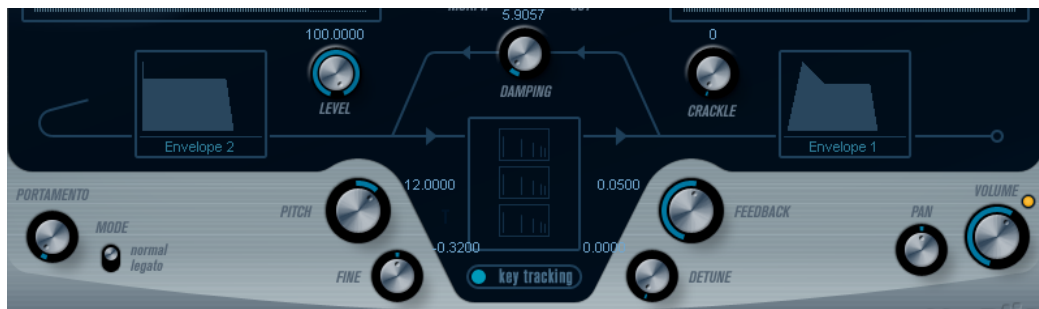 5.9057
100.0000
0
LEVEL
DAMPING
CRACKLE
Envelope 2
Envelope 1
PORTAMENTO
12.0000
0.0500
VOLUME
PITCH
FEEDBACK
PAN
MODE
normal
legato
-0.3200
0.0000
FINE
key tracking
DETUNE